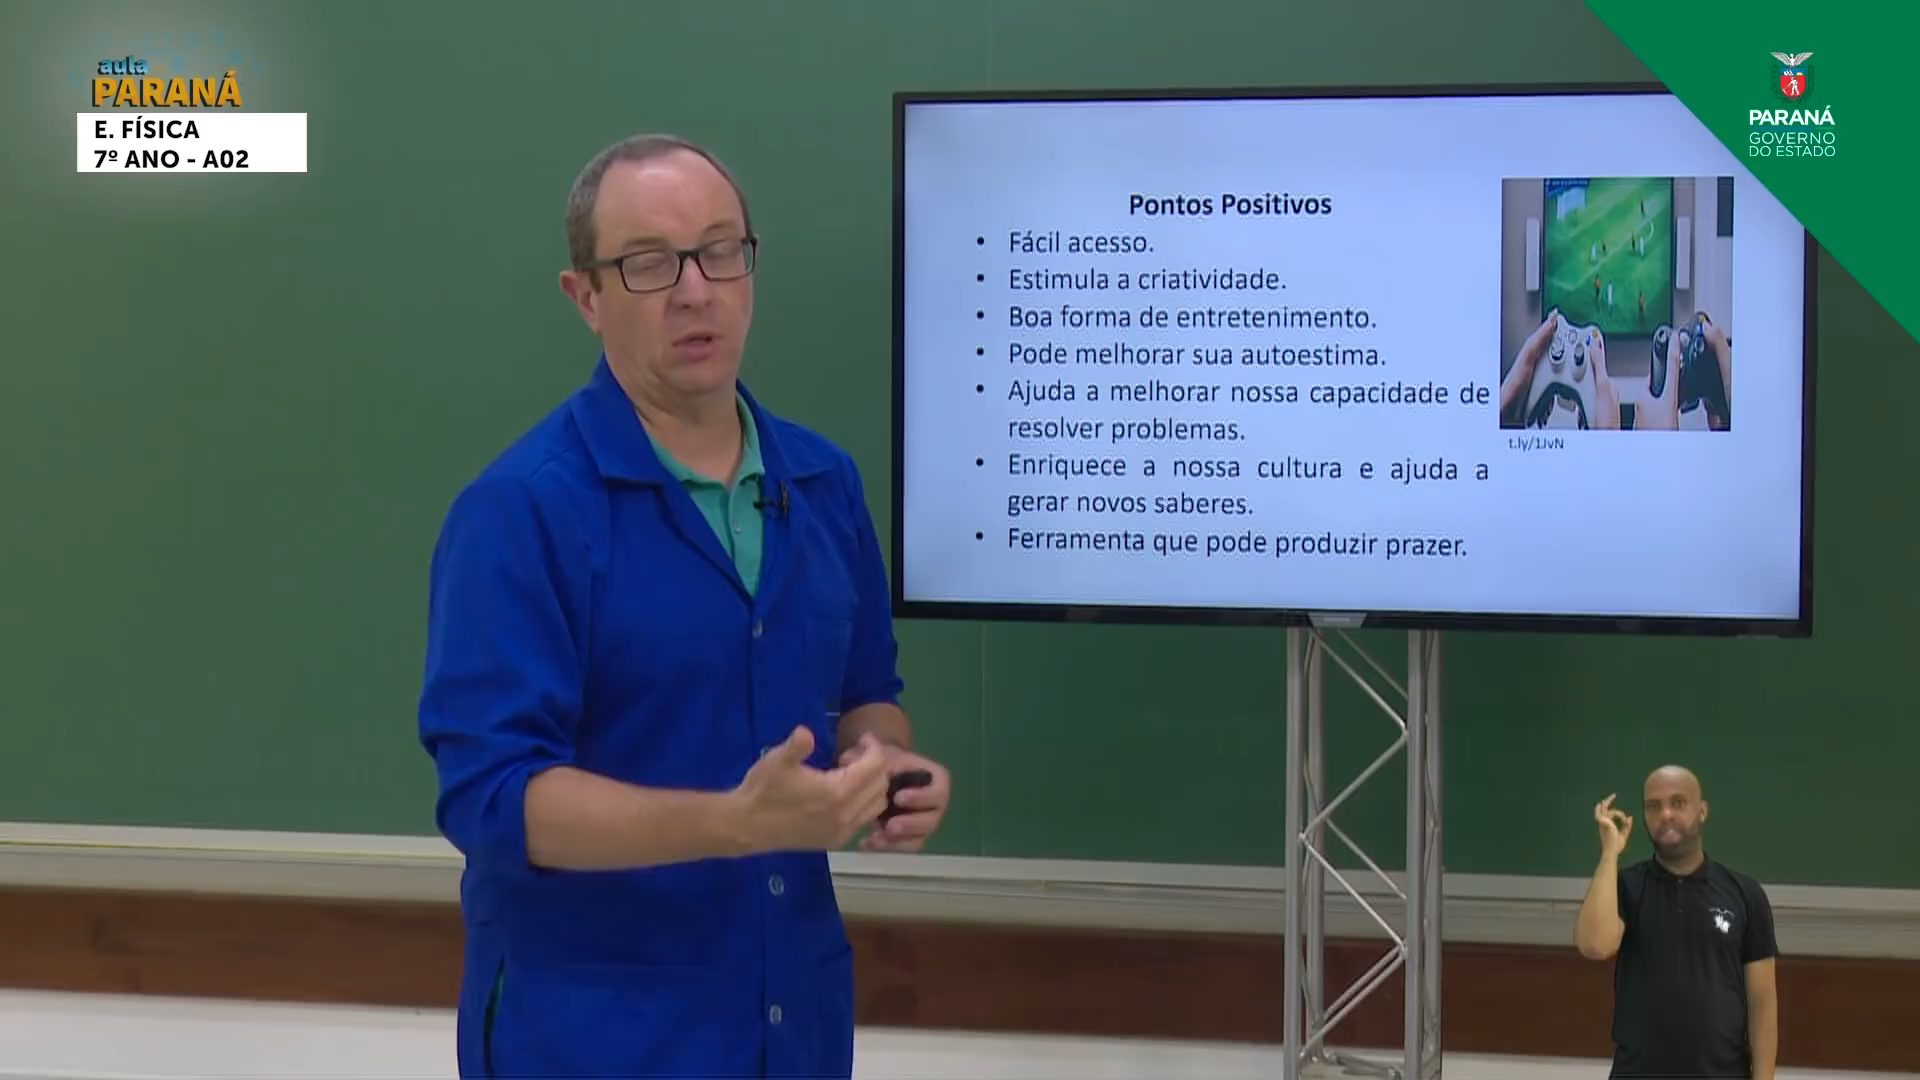 aula
PARANÁ
E. FÍSICA
7º ANO - A02
PARANÁ
GOVERNO
DO ESTADO
Pontos Positivos
• Fácil acesso.
• Estimula a criatividade.
• Boa forma de entretenimento.
• Pode melhorar sua autoestima.
• Ajuda a melhorar nossa capacidade de
resolver problemas.
• Enriquece a nossa cultura e ajuda a
gerar novos saberes.
• Ferramenta que pode produzir prazer.
t.ly/1JvN